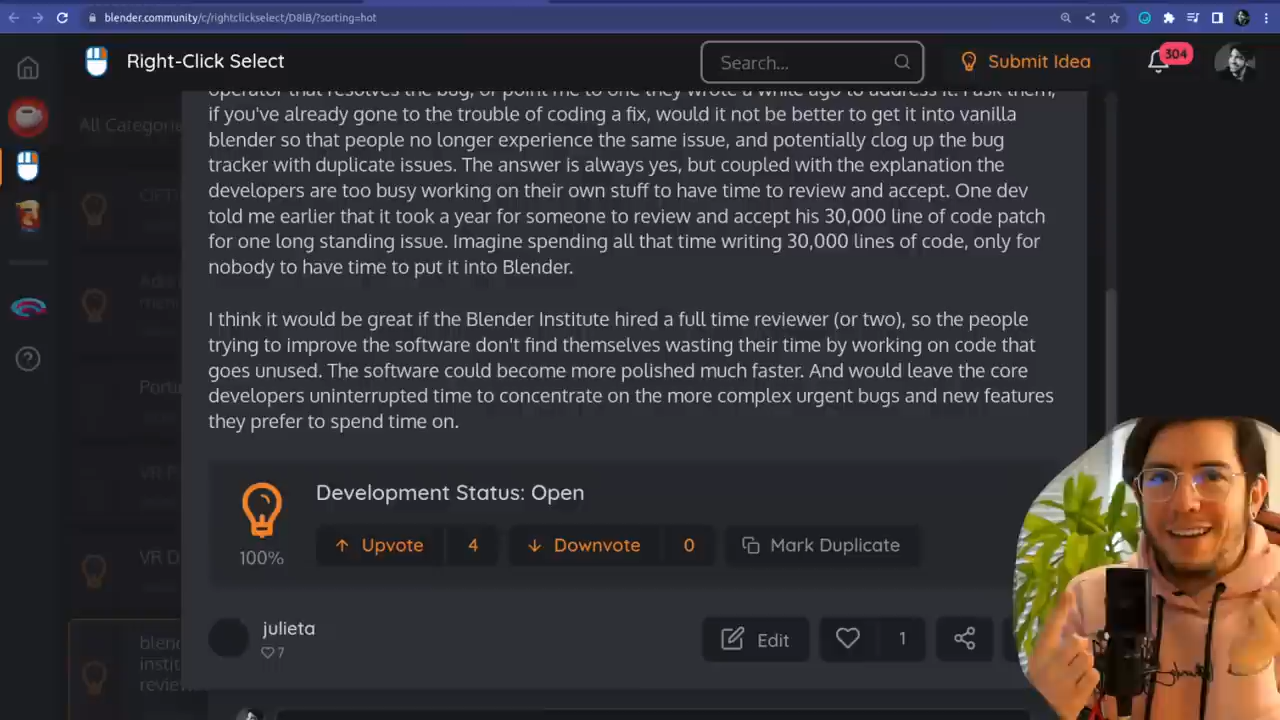 blender.community/c/rightclickselect/D8lB/?sorting=hot
Right-Click Select
Search...
Submit Idea
304
All Categorie
operator that resolves the bug, or point me to one they wrote a while ago to address it. I ask them,
if you've already gone to the trouble of coding a fix, would it not be better to get it into vanilla
blender so that people no longer experience the same issue, and potentially clog up the bug
tracker with duplicate issues. The answer is always yes, but coupled with the explanation the
developers are too busy working on their own stuff to have time to review and accept. One dev
told me earlier that it took a year for someone to review and accept his 30,000 line of code patch
for one long standing issue. Imagine spending all that time writing 30,000 lines of code, only for
nobody to have time to put it into Blender.
I think it would be great if the Blender Institute hired a full time reviewer (or two), so the people
trying to improve the software don't find themselves wasting their time by working on code that
goes unused. The software could become more polished much faster. And would leave the core
developers uninterrupted time to concentrate on the more complex urgent bugs and new features
they prefer to spend time on.
Development Status: Open
100%
Upvote 4 Downvote 0 Mark Duplicate
VR D
blen
instit
revie
julieta
7
Edit 1